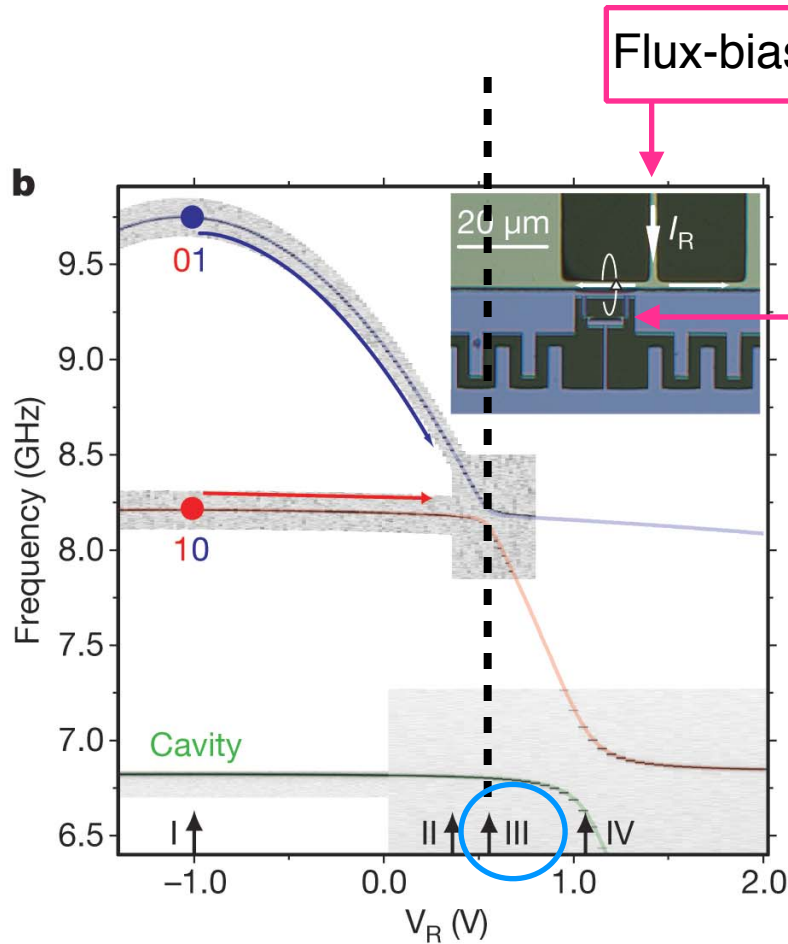 Flux-bias
b
20 µm
I_R
01
10
Cavity
I
II
III
IV
9.5
9.0
8.5
8.0
7.5
7.0
6.5
Frequency (GHz)
−1.0
0.0
1.0
2.0
V_R (V)